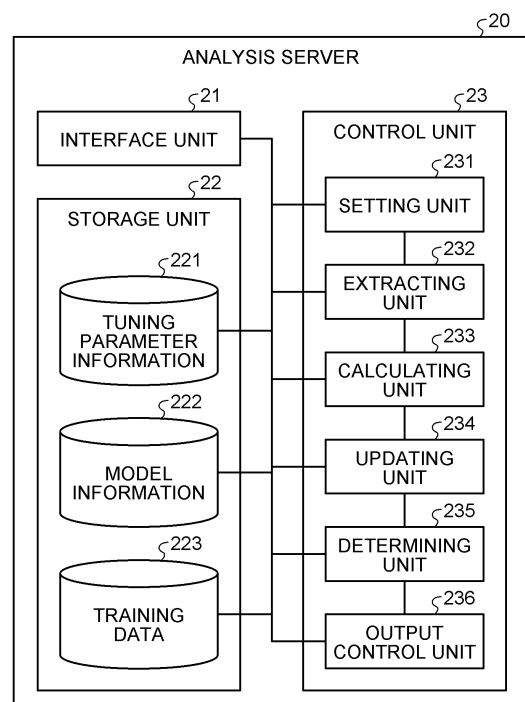 20
ANALYSIS SERVER
21
INTERFACE UNIT
22
STORAGE UNIT
221
TUNING
PARAMETER
INFORMATION
222
MODEL
INFORMATION
223
TRAINING
DATA
23
CONTROL UNIT
231
SETTING UNIT
232
EXTRACTING
UNIT
233
CALCULATING
UNIT
234
UPDATING
UNIT
235
DETERMINING
UNIT
236
OUTPUT
CONTROL UNIT